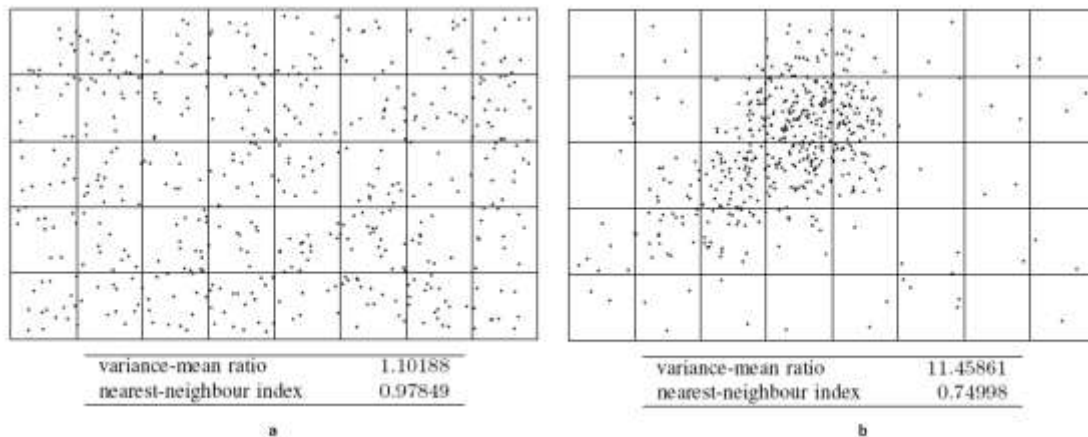 variance-mean ratio 1.10188
nearest-neighbour index 0.97849
a
variance-mean ratio 11.45861
nearest-neighbour index 0.74998
b